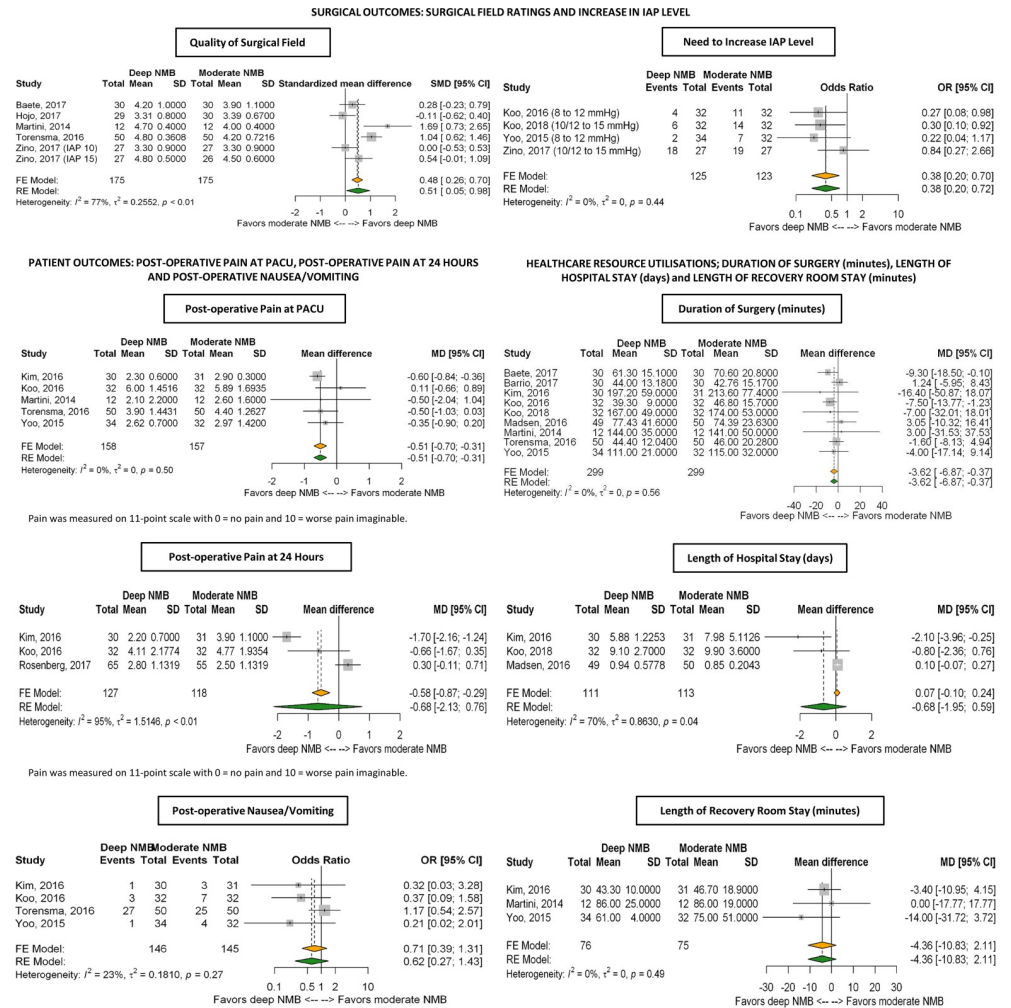 SURGICAL OUTCOMES: SURGICAL FIELD RATINGS AND INCREASE IN IAP LEVEL
Quality of Surgical Field
Deep NMB Moderate NMB
Study Total Mean SD Total Mean SD Standardized mean difference SMD [95% CI]
Baete, 2017 30 4.20 1.0000 30 3.90 1.1000 0.28 [-0.23; 0.79]
Hojo, 2017 29 3.31 0.8000 30 3.39 0.6700 -0.11 [-0.62; 0.40]
Martini, 2014 12 4.70 0.4000 12 4.00 0.4000 1.69 [0.73; 2.65]
Torensma, 2016 50 4.80 0.3608 50 4.20 0.7216 1.04 [0.62; 1.46]
Zino, 2017 (IAP 10) 27 3.30 0.9000 27 3.30 0.9000 0.00 [-0.53; 0.53]
Zino, 2017 (IAP 15) 27 4.80 0.5000 26 4.50 0.6000 0.54 [-0.01; 1.09]
FE Model: 175 175 0.48 [0.26; 0.70]
RE Model: 0.51 [ 0.05; 0.98]
Heterogeneity: I² = 77%, τ² = 0.2552, p < 0.01
-2 -1 0 1 2
Favors moderate NMB <-- --> Favors deep NMB
Need to Increase IAP Level
Deep NMB Moderate NMB
Study Events Total Events Total Odds Ratio OR [95% CI]
Koo, 2016 (8 to 12 mmHg) 4 32 11 32 0.27 [0.08; 0.98]
Koo, 2018 (10/12 to 15 mmHg) 6 32 14 32 0.30 [0.10; 0.92]
Yoo, 2015 (8 to 12 mmHg) 2 34 7 32 0.22 [0.04; 1.17]
Zino, 2017 (10/12 to 15 mmHg) 18 27 19 27 0.84 [0.27; 2.66]
FE Model: 125 123 0.38 [0.20; 0.70]
RE Model: 0.38 [0.20; 0.72]
Heterogeneity: I² = 0%, τ² = 0, p = 0.44
0.1 0.5 1 2 10
Favors deep NMB <-- --> Favors moderate NMB
PATIENT OUTCOMES: POST-OPERATIVE PAIN AT PACU, POST-OPERATIVE PAIN AT 24 HOURS
AND POST-OPERATIVE NAUSEA/VOMITING
Post-operative Pain at PACU
Deep NMB Moderate NMB
Study Total Mean SD Total Mean SD Mean difference MD [95% CI]
Kim, 2016 30 2.30 0.6000 31 2.90 0.3000 -0.60 [-0.84; -0.36]
Koo, 2016 32 6.00 1.4516 32 5.89 1.6935 0.11 [-0.66; 0.89]
Martini, 2014 12 2.10 2.2000 12 2.60 1.6000 -0.50 [-2.04; 1.04]
Torensma, 2016 50 3.90 1.4431 50 4.40 1.2627 -0.50 [-1.03; 0.03]
Yoo, 2015 34 2.62 0.7000 32 2.97 1.4200 -0.35 [-0.90; 0.20]
FE Model: 158 157 -0.51 [-0.70; -0.31]
RE Model: -0.51 [-0.70; -0.31]
Heterogeneity: I² = 0%, τ² = 0, p = 0.50
-2 -1 0 1 2
Favors deep NMB <-- --> Favors moderate NMB
Pain was measured on 11-point scale with 0 = no pain and 10 = worse pain imaginable.
HEALTHCARE RESOURCE UTILISATIONS; DURATION OF SURGERY (minutes), LENGTH OF
HOSPITAL STAY (days) and LENGTH OF RECOVERY ROOM STAY (minutes)
Duration of Surgery (minutes)
Deep NMB Moderate NMB
Study Total Mean SD Total Mean SD Mean difference MD [95% CI]
Baete, 2017 30 61.30 15.1000 30 70.60 20.8000 -9.30 [-18.50; -0.10]
Barrio, 2017 30 44.00 13.1800 30 42.76 15.1700 1.24 [ -5.95; 8.43]
Kim, 2016 30 197.20 59.0000 31 213.60 77.4000 -16.40 [-50.87; 18.07]
Koo, 2016 32 39.30 9.0000 32 46.80 15.7000 -7.50 [-13.77; -1.23]
Koo, 2018 32 167.00 49.0000 32 174.00 53.0000 -7.00 [-32.01; 18.01]
Madsen, 2016 49 77.43 41.6600 50 74.39 23.6300 3.05 [-10.32; 16.41]
Martini, 2014 12 144.00 35.0000 12 141.00 50.0000 3.00 [-31.53; 37.53]
Torensma, 2016 50 44.40 12.0400 50 46.00 20.2800 -1.60 [ -8.13; 4.94]
Yoo, 2015 34 111.00 21.0000 32 115.00 32.0000 -4.00 [-17.14; 9.14]
FE Model: 299 299 -3.62 [ -6.87; -0.37]
RE Model: -3.62 [ -6.87; -0.37]
Heterogeneity: I² = 0%, τ² = 0, p = 0.56
-40 -20 0 20 40
Favors deep NMB <-- --> Favors moderate NMB
Post-operative Pain at 24 Hours
Deep NMB Moderate NMB
Study Total Mean SD Total Mean SD Mean difference MD [95% CI]
Kim, 2016 30 2.20 0.7000 31 3.90 1.1000 -1.70 [-2.16; -1.24]
Koo, 2016 32 4.11 2.1774 32 4.77 1.9354 -0.66 [-1.67; 0.35]
Rosenberg, 2017 65 2.80 1.1319 55 2.50 1.1319 0.30 [-0.11; 0.71]
FE Model: 127 118 -0.58 [-0.87; -0.29]
RE Model: -0.68 [-2.13; 0.76]
Heterogeneity: I² = 95%, τ² = 1.5146, p < 0.01
-2 -1 0 1 2
Favors deep NMB <-- --> Favors moderate NMB
Pain was measured on 11-point scale with 0 = no pain and 10 = worse pain imaginable.
Length of Hospital Stay (days)
Deep NMB Moderate NMB
Study Total Mean SD Total Mean SD Mean difference MD [95% CI]
Kim, 2016 30 5.88 1.2253 31 7.98 5.1126 -2.10 [-3.96; -0.25]
Koo, 2018 32 9.10 2.7000 32 9.90 3.6000 -0.80 [-2.36; 0.76]
Madsen, 2016 49 0.94 0.5778 50 0.85 0.2043 0.10 [-0.07; 0.27]
FE Model: 111 113 0.07 [-0.10; 0.24]
RE Model: -0.68 [-1.95; 0.59]
Heterogeneity: I² = 70%, τ² = 0.8630, p = 0.04
-2 0 2
Favors deep NMB <-- --> Favors moderate NMB
Post-operative Nausea/Vomiting
Deep NMB Moderate NMB
Study Events Total Events Total Odds Ratio OR [95% CI]
Kim, 2016 1 30 3 31 0.32 [0.03; 3.28]
Koo, 2016 3 32 7 32 0.37 [0.09; 1.58]
Torensma, 2016 27 50 25 50 1.17 [0.54; 2.57]
Yoo, 2015 1 34 4 32 0.21 [0.02; 2.01]
FE Model: 146 145 0.71 [0.39; 1.31]
RE Model: 0.62 [0.27; 1.43]
Heterogeneity: I² = 23%, τ² = 0.1810, p = 0.27
0.1 0.5 1 2 10
Favors deep NMB <-- --> Favors moderate NMB
Length of Recovery Room Stay (minutes)
Deep NMB Moderate NMB
Study Total Mean SD Total Mean SD Mean difference MD [95% CI]
Kim, 2016 30 43.30 10.0000 31 46.70 18.9000 -3.40 [-10.95; 4.15]
Martini, 2014 12 86.00 25.0000 12 86.00 19.0000 0.00 [-17.77; 17.77]
Yoo, 2015 34 61.00 4.0000 32 75.00 51.0000 -14.00 [-31.72; 3.72]
FE Model: 76 75 -4.36 [-10.83; 2.11]
RE Model: -4.36 [-10.83; 2.11]
Heterogeneity: I² = 0%, τ² = 0, p = 0.49
-30 -20 -10 0 10 20 30
Favors deep NMB <-- --> Favors moderate NMB